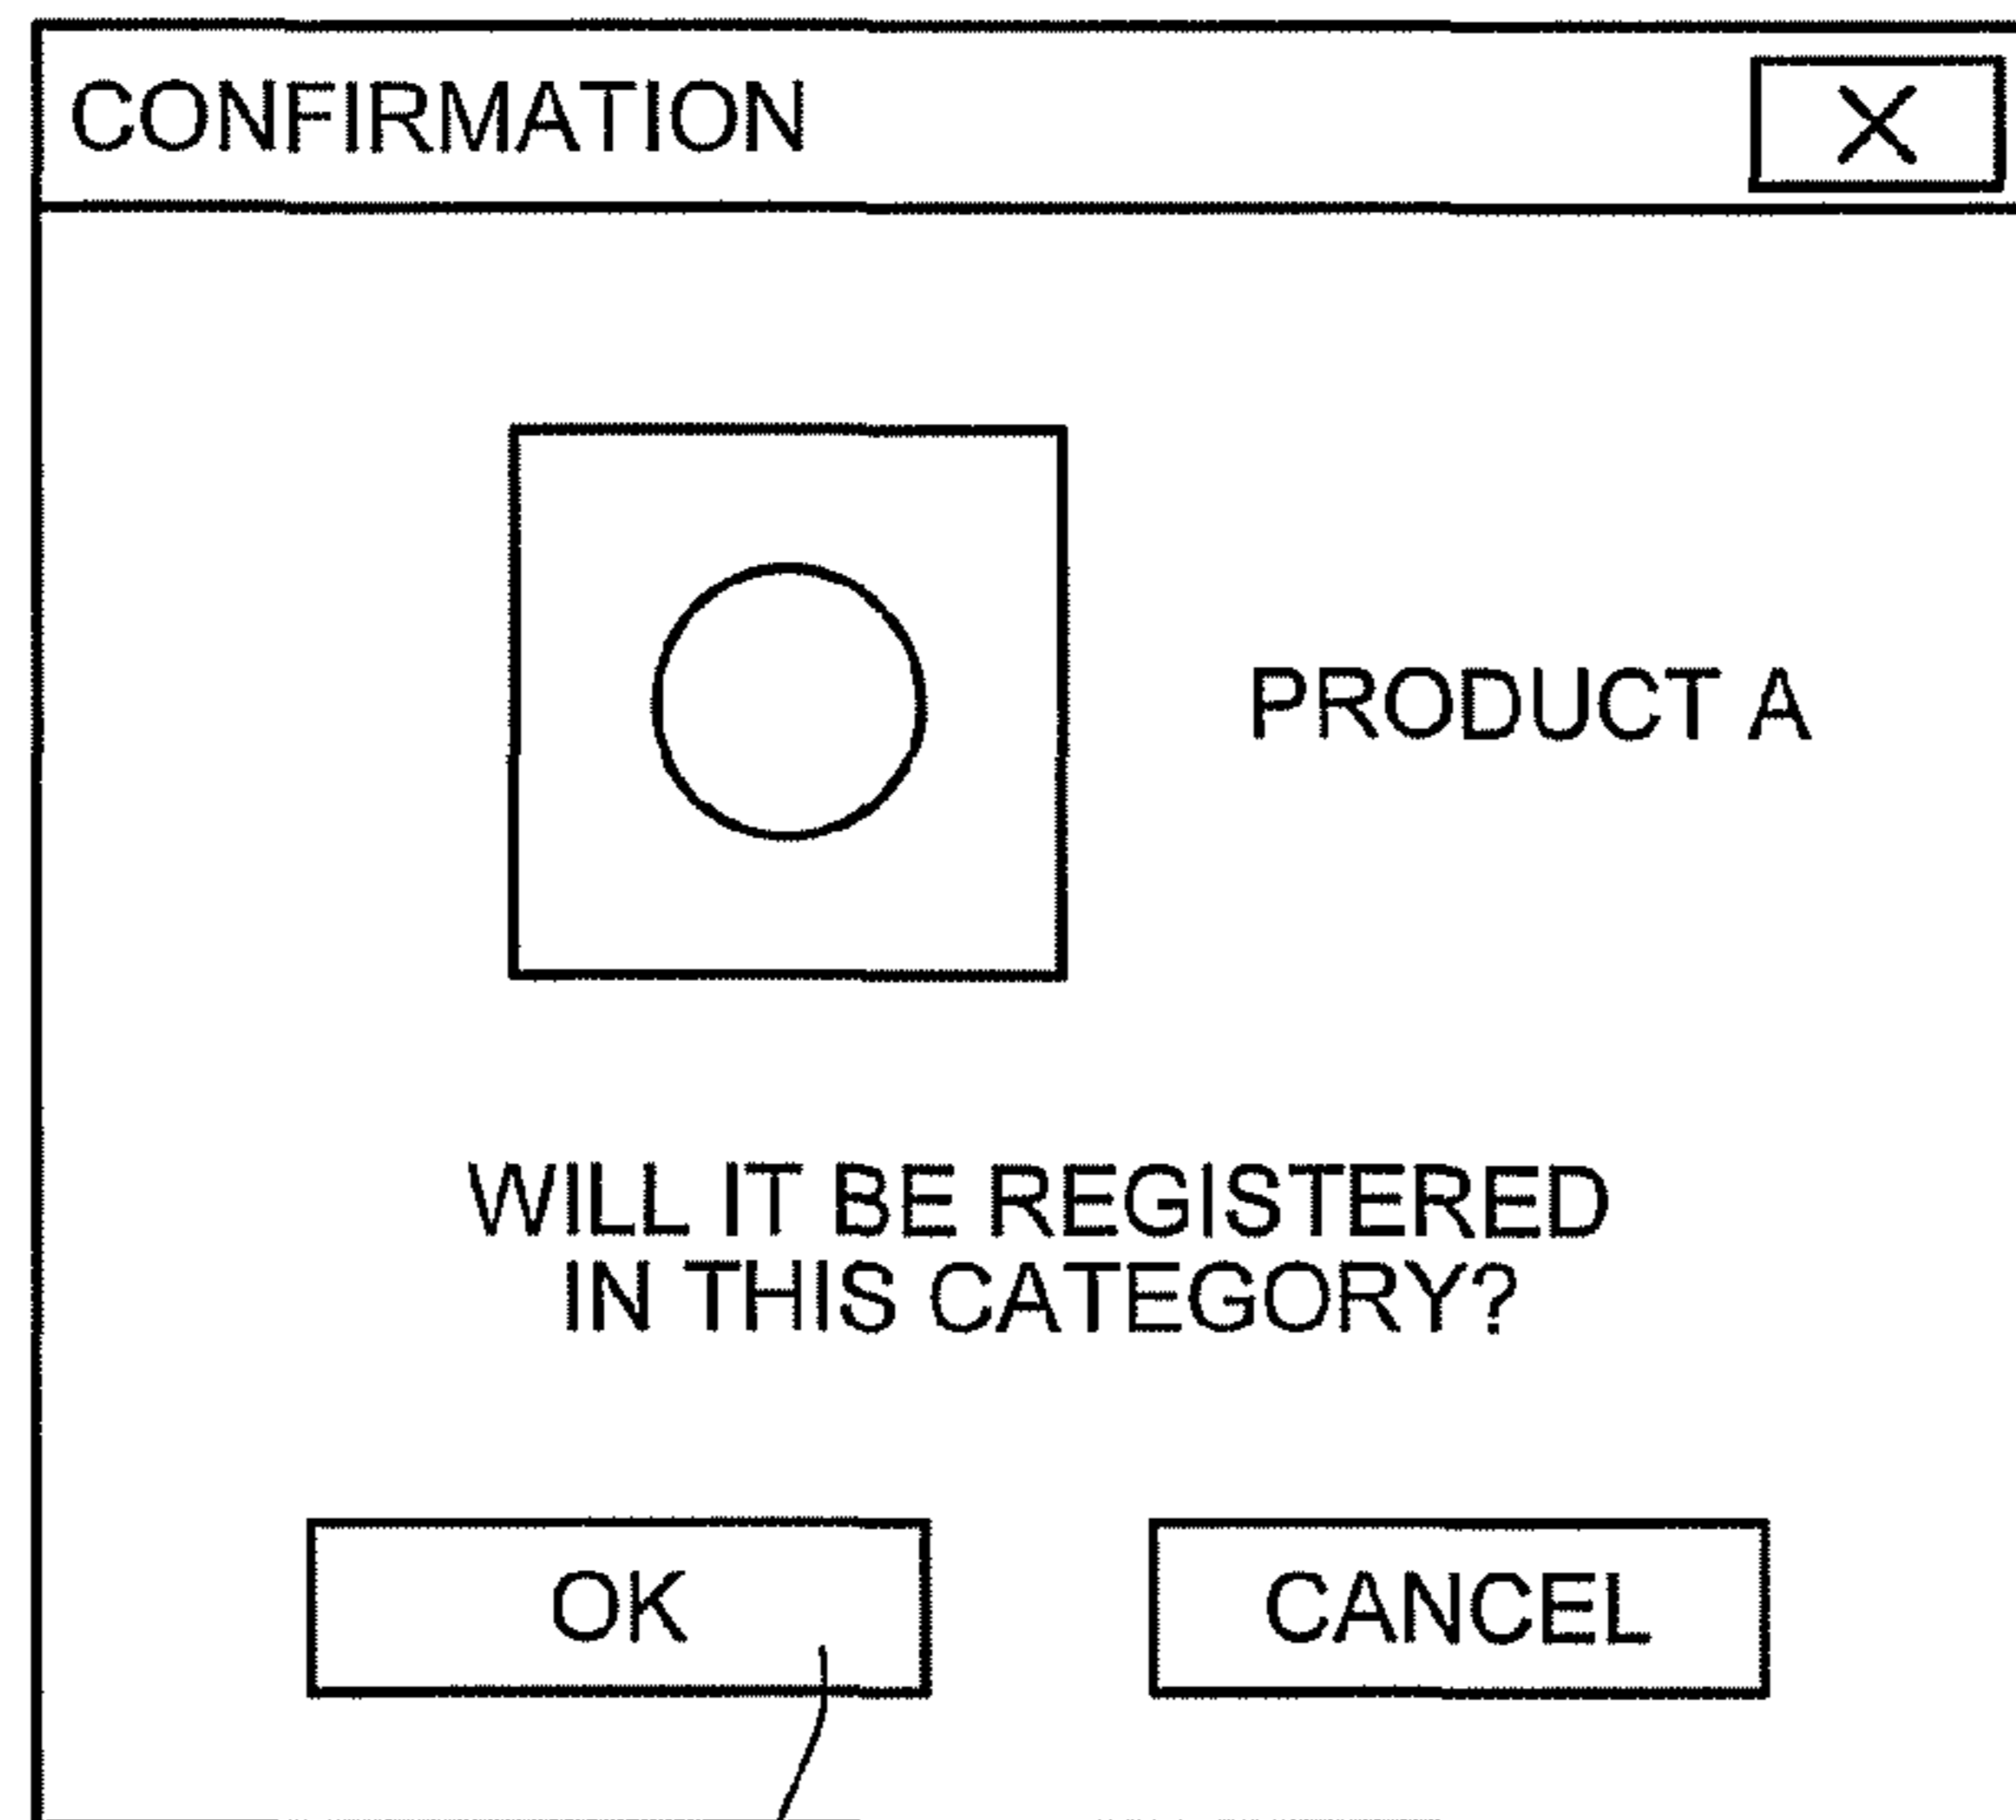 CONFIRMATION X
PRODUCT A
WILL IT BE REGISTERED
IN THIS CATEGORY?
OK CANCEL